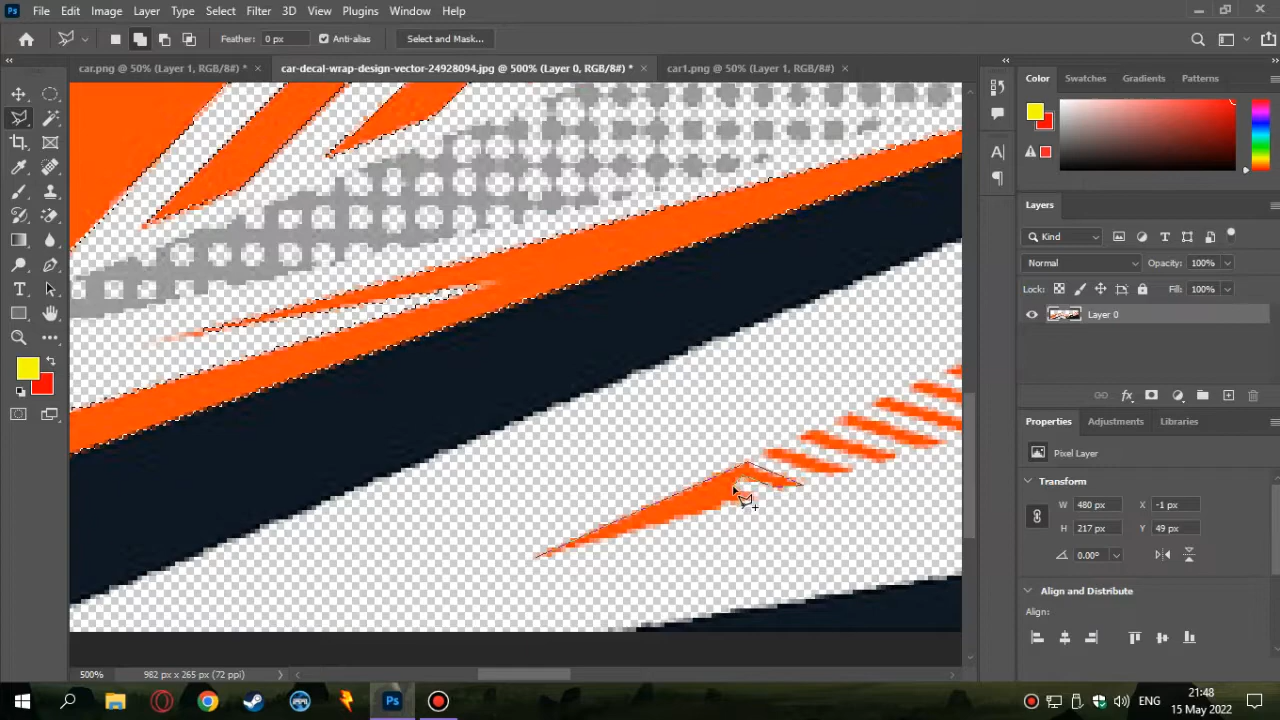 Ps File Edit Image Layer Type Select Filter 3D View Plugins Window Help
Feather: 0 px Anti-alias Select and Mask...
car.png @ 50% (Layer 1, RGB/8#) * × car-decal-wrap-design-vector-24928094.jpg @ 500% (Layer 0, RGB/8#) * × car1.png @ 50% (Layer 1, RGB/8#) ×
Color Swatches Gradients Patterns
Layers
Kind
Normal Opacity: 100%
Lock: Fill: 100%
Layer 0
fx
Properties Adjustments Libraries
Pixel Layer
Transform
W 480 px X -1 px
H 217 px Y 49 px
0.00°
Align and Distribute
Align:
500% 982 px x 265 px (72 ppi)
Ps ENG 21:48
15 May 2022